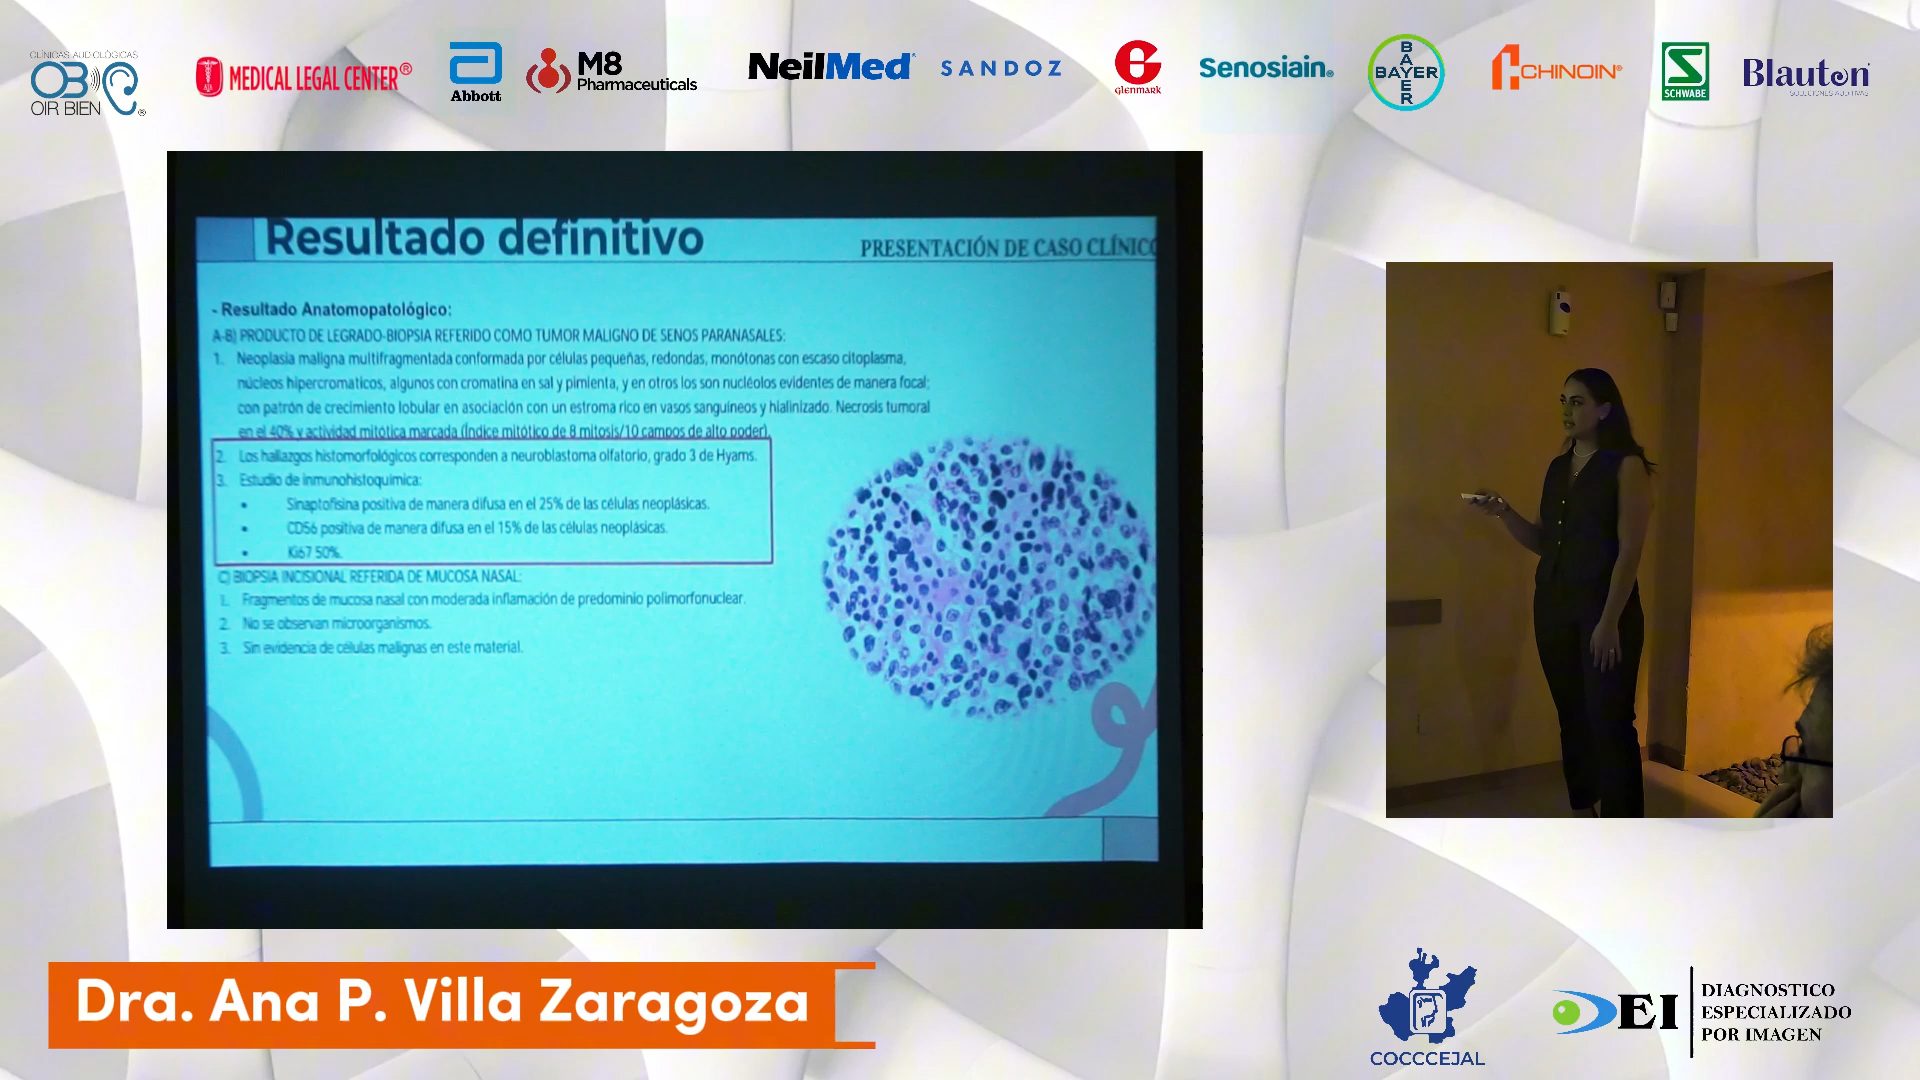 CLÍNICAS AUDIOLÓGICAS
OB
OIR BIEN
MEDICAL LEGAL CENTER®
Abbott
M8
Pharmaceuticals
NeilMed
SANDOZ
glenmark
Senosiain®
BAYER
BAYER
CHINOIN®
SCHWABE
Blauton
SOLUCIONES AUDITIVAS
Resultado definitivo
PRESENTACIÓN DE CASO CLÍNICO
- Resultado Anatomopatológico:
A-B) PRODUCTO DE LEGRADO-BIOPSIA REFERIDO COMO TUMOR MALIGNO DE SENOS PARANASALES:
1. Neoplasia maligna multifragmentada conformada por células pequeñas, redondas, monótonas con escaso citoplasma,
núcleos hipercromaticos, algunos con cromatina en sal y pimienta, y en otros los son nucléolos evidentes de manera focal;
con patrón de crecimiento lobular en asociación con un estroma rico en vasos sanguíneos y hialinizado. Necrosis tumoral
en el 40% y actividad mitótica marcada (Índice mitótico de 8 mitosis/10 campos de alto poder).
2. Los hallazgos histomorfológicos corresponden a neuroblastoma olfatorio, grado 3 de Hyams.
3. Estudio de inmunohistoquímica:
• Sinaptofisina positiva de manera difusa en el 25% de las células neoplásicas.
• CD56 positiva de manera difusa en el 15% de las células neoplásicas.
• Ki67 50%.
C) BIOPSIA INCISIONAL REFERIDA DE MUCOSA NASAL:
1. Fragmentos de mucosa nasal con moderada inflamación de predominio polimorfonuclear.
2. No se observan microorganismos.
3. Sin evidencia de células malignas en este material.
Dra. Ana P. Villa Zaragoza
COCCCEJAL
DEI
DIAGNOSTICO
ESPECIALIZADO
POR IMAGEN